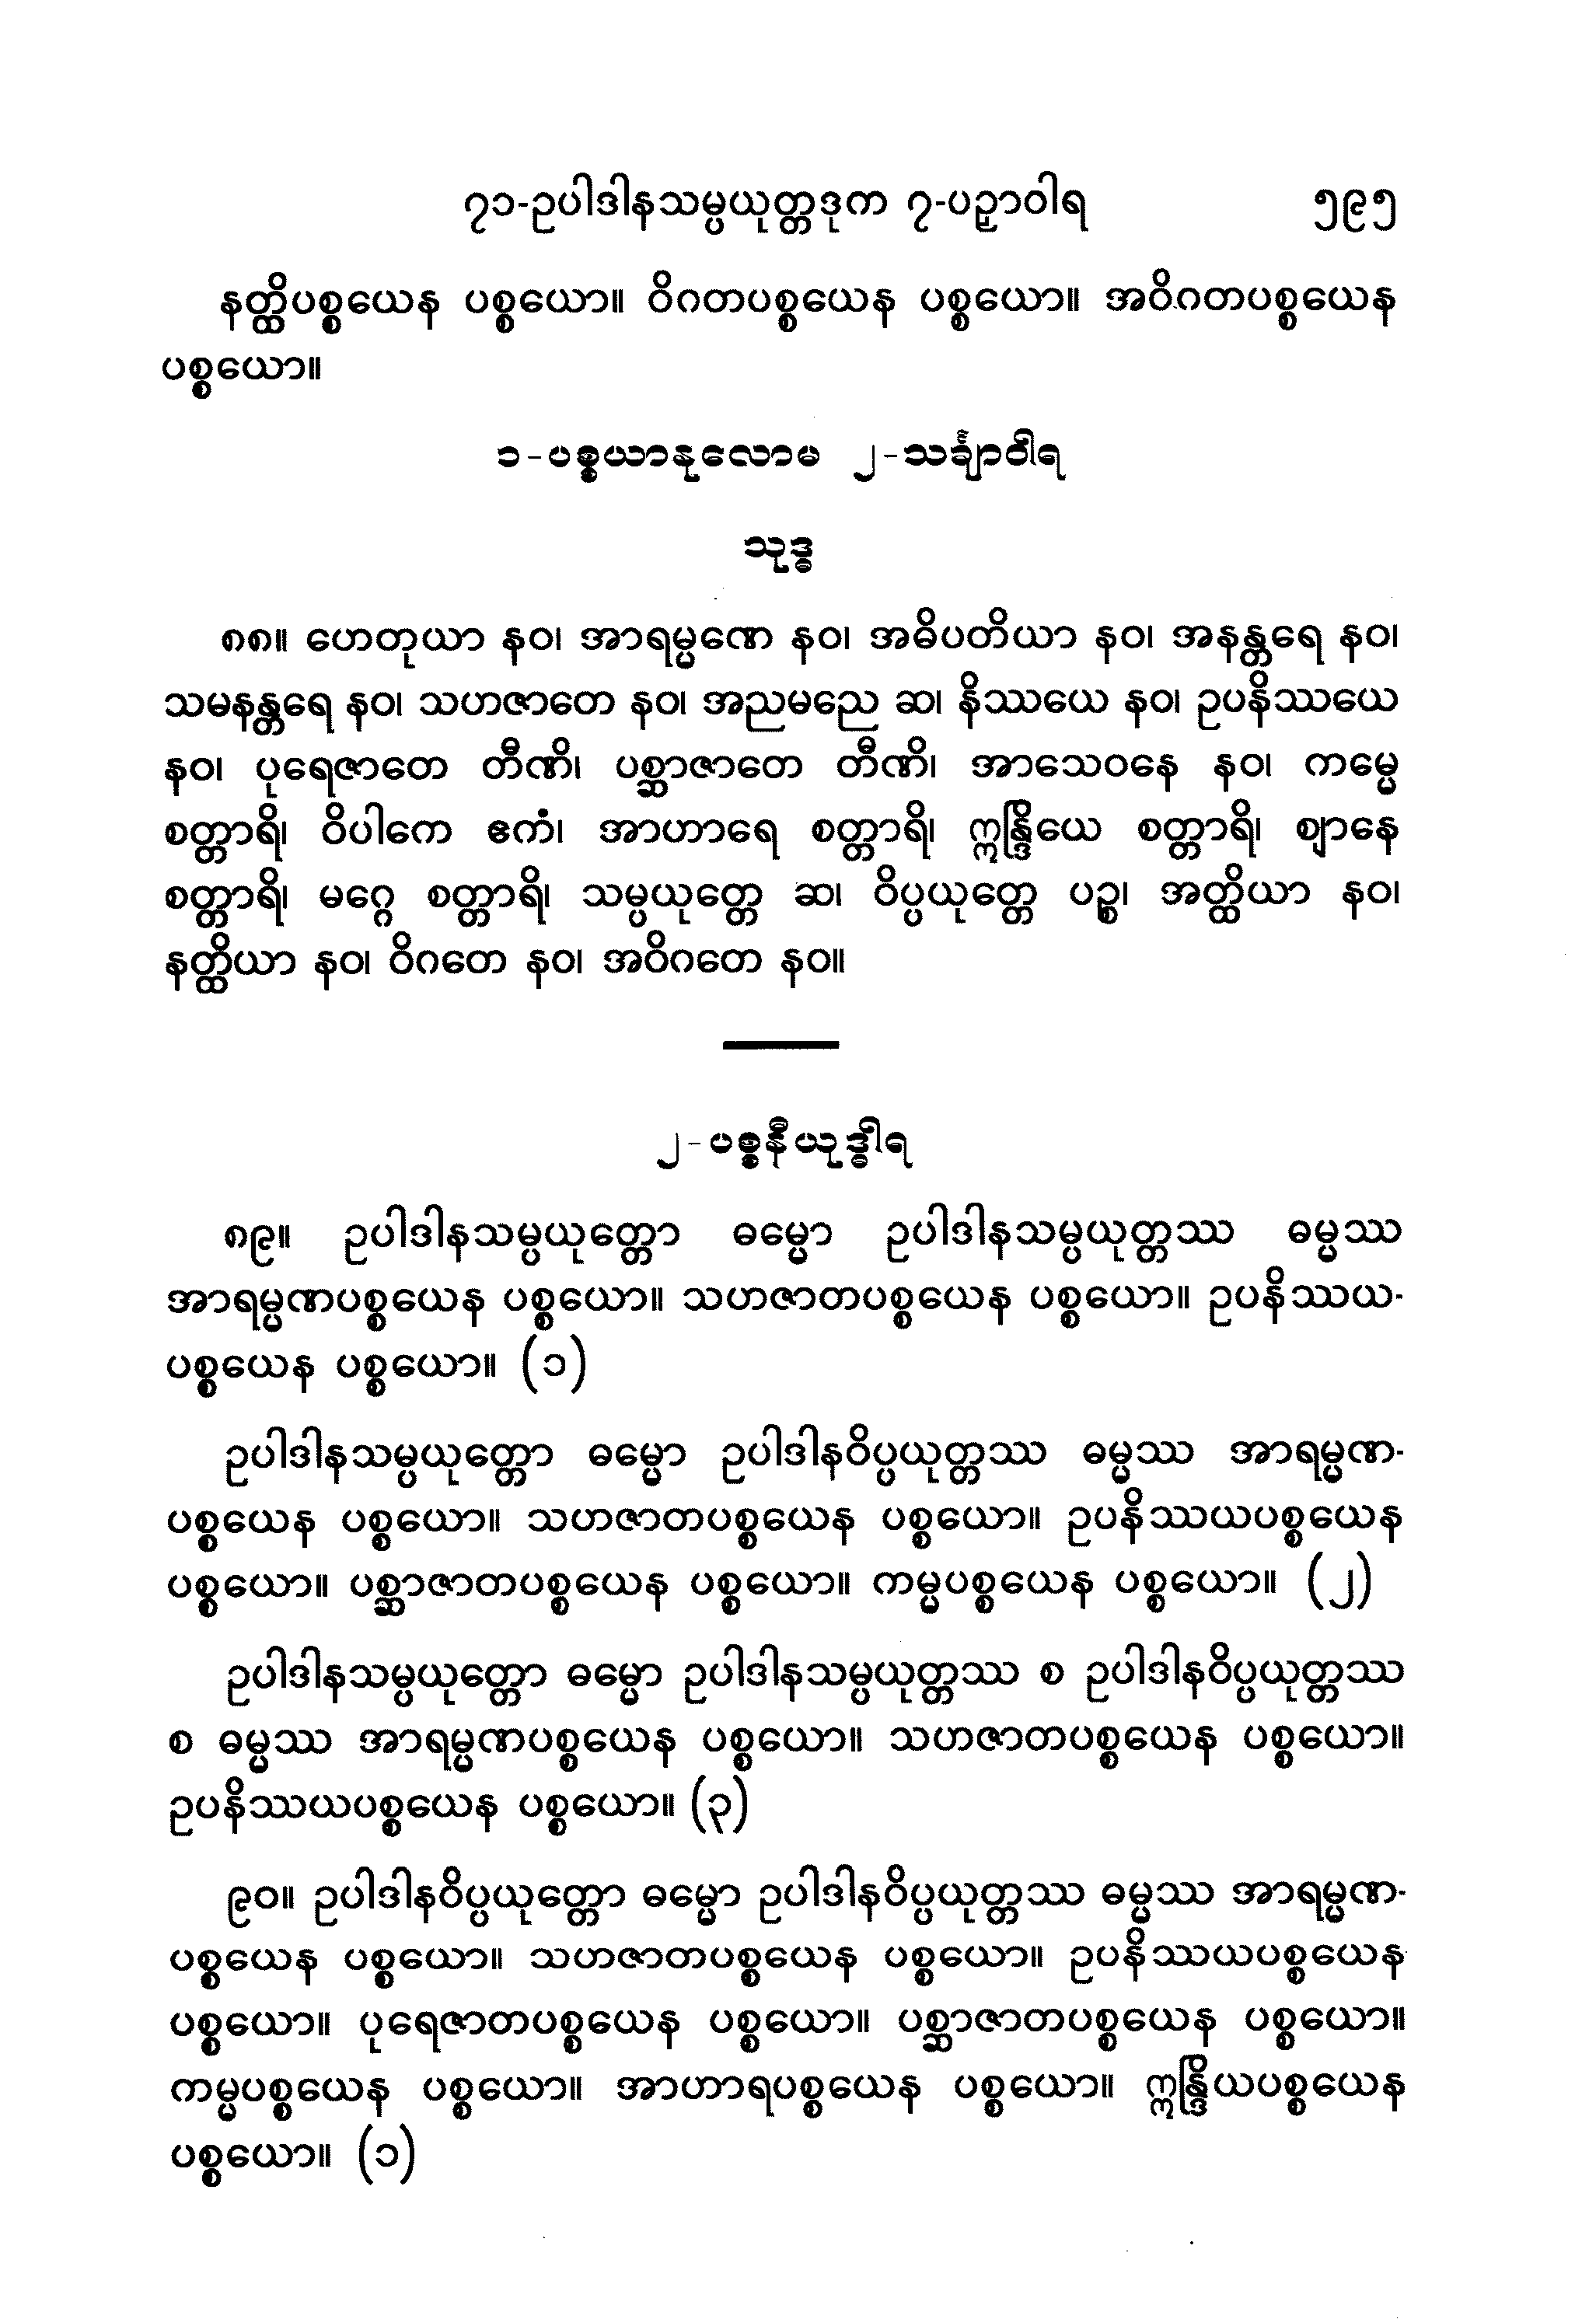 ၇၁-ဥပါဒါနသမ္ပယုတ္တဒုက ၇-ပဉှာဝါရ ၅၉၅
နတ္ထိပစ္စယေန ပစ္စယော။ ဝိဂတပစ္စယေန ပစ္စယော။ အဝိဂတပစ္စယေန
ပစ္စယော။
၁-ပစ္စယာနုလောမ ၂-သင်္ချာဝါရ
သုဒ္ဓ
၈၈။ ဟေတုယာ နဝ၊ အာရမ္မဏေ နဝ၊ အဓိပတိယာ နဝ၊ အနန္တရေ နဝ၊
သမနန္တရေ နဝ၊ သဟဇာတေ နဝ၊ အညမညေ ဆ၊ နိဿယေ နဝ၊ ဥပနိဿယေ
နဝ၊ ပုရေဇာတေ တီဏိ၊ ပစ္ဆာဇာတေ တီဏိ၊ အာသေဝနေ နဝ၊ ကမ္မေ
စတ္တာရိ၊ ဝိပါကေ ဧကံ၊ အာဟာရေ စတ္တာရိ၊ ဣန္ဒြိယေ စတ္တာရိ၊ ဈာနေ
စတ္တာရိ၊ မဂ္ဂေ စတ္တာရိ၊ သမ္ပယုတ္တေ ဆ၊ ဝိပ္ပယုတ္တေ ပဉ္စ၊ အတ္ထိယာ နဝ၊
နတ္ထိယာ နဝ၊ ဝိဂတေ နဝ၊ အဝိဂတေ နဝ။
၂-ပစ္စနီယုဒ္ဓါရ
၈၉။ ဥပါဒါနသမ္ပယုတ္တော ဓမ္မော ဥပါဒါနသမ္ပယုတ္တဿ ဓမ္မဿ
အာရမ္မဏပစ္စယေန ပစ္စယော။ သဟဇာတပစ္စယေန ပစ္စယော။ ဥပနိဿယ-
ပစ္စယေန ပစ္စယော။ (၁)
ဥပါဒါနသမ္ပယုတ္တော ဓမ္မော ဥပါဒါနဝိပ္ပယုတ္တဿ ဓမ္မဿ အာရမ္မဏ-
ပစ္စယေန ပစ္စယော။ သဟဇာတပစ္စယေန ပစ္စယော။ ဥပနိဿယပစ္စယေန
ပစ္စယော။ ပစ္ဆာဇာတပစ္စယေန ပစ္စယော။ ကမ္မပစ္စယေန ပစ္စယော။ (၂)
ဥပါဒါနသမ္ပယုတ္တော ဓမ္မော ဥပါဒါနသမ္ပယုတ္တဿ စ ဥပါဒါနဝိပ္ပယုတ္တဿ
စ ဓမ္မဿ အာရမ္မဏပစ္စယေန ပစ္စယော။ သဟဇာတပစ္စယေန ပစ္စယော။
ဥပနိဿယပစ္စယေန ပစ္စယော။ (၃)
၉၀။ ဥပါဒါနဝိပ္ပယုတ္တော ဓမ္မော ဥပါဒါနဝိပ္ပယုတ္တဿ ဓမ္မဿ အာရမ္မဏ-
ပစ္စယေန ပစ္စယော။ သဟဇာတပစ္စယေန ပစ္စယော။ ဥပနိဿယပစ္စယေန
ပစ္စယော။ ပုရေဇာတပစ္စယေန ပစ္စယော။ ပစ္ဆာဇာတပစ္စယေန ပစ္စယော။
ကမ္မပစ္စယေန ပစ္စယော။ အာဟာရပစ္စယေန ပစ္စယော။ ဣန္ဒြိယပစ္စယေန
ပစ္စယော။ (၁)